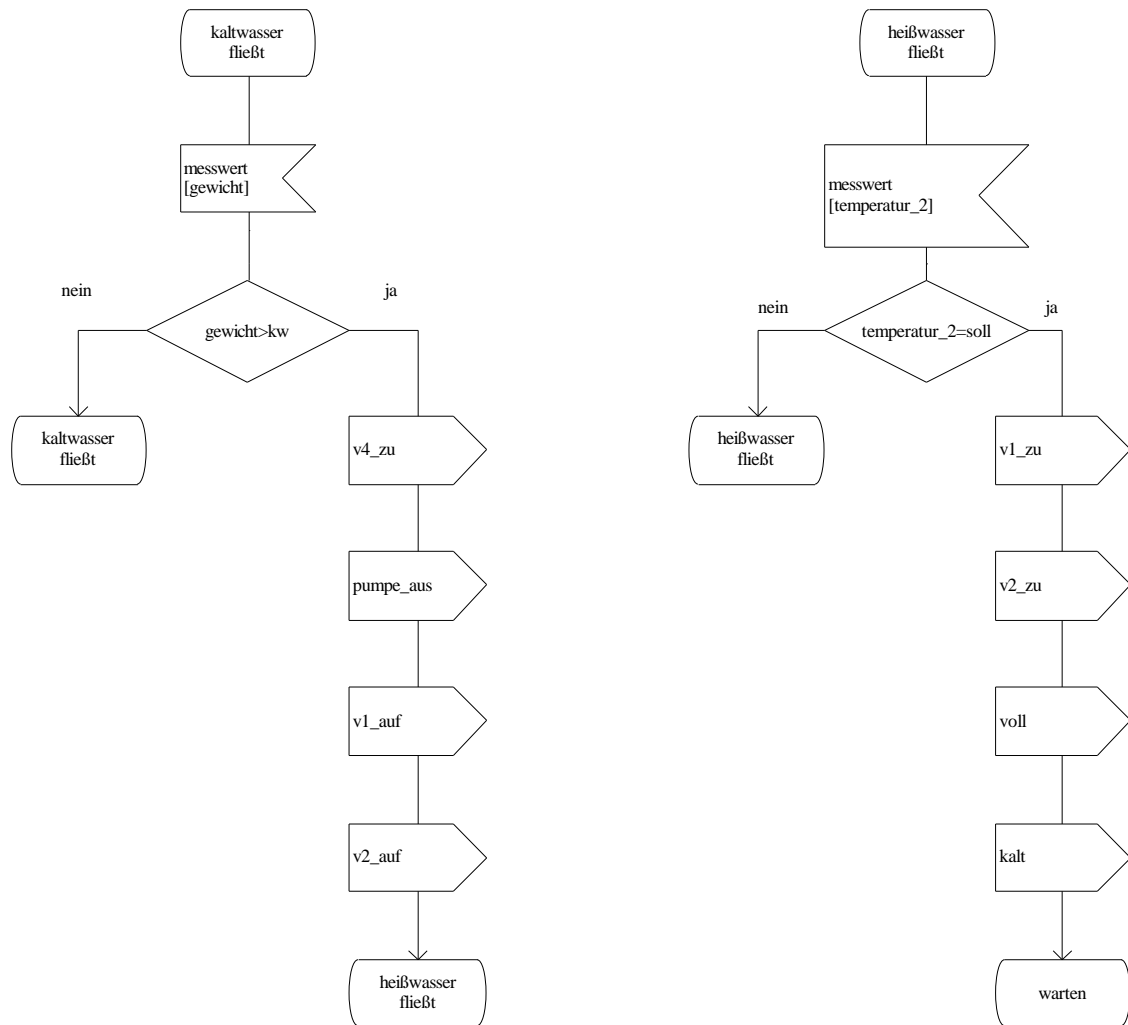 kaltwasser
fließt
messwert
[gewicht]
nein
ja
gewicht>kw
kaltwasser
fließt
v4_zu
pumpe_aus
v1_auf
v2_auf
heißwasser
fließt
heißwasser
fließt
messwert
[temperatur_2]
nein
ja
temperatur_2=soll
heißwasser
fließt
v1_zu
v2_zu
voll
kalt
warten